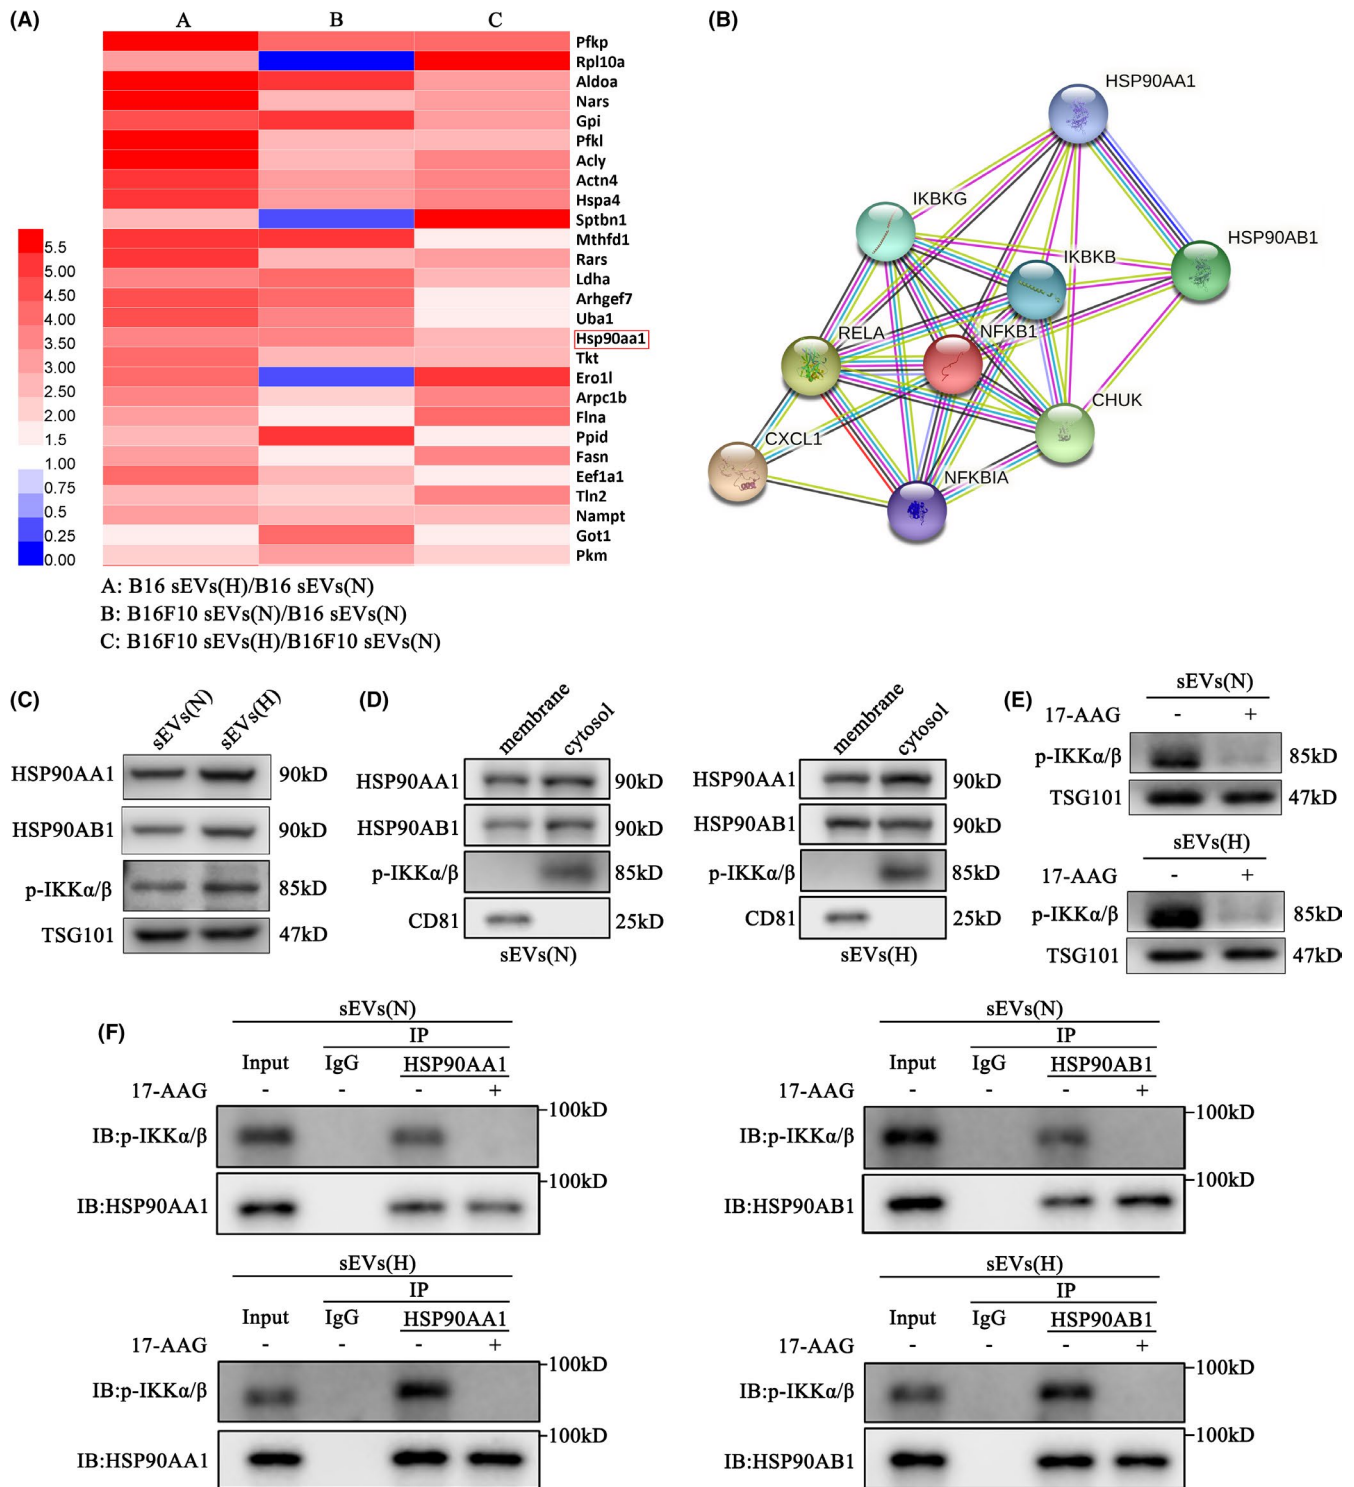 (A)
A B C
Pfkp
Rpl10a
Aldoa
Nars
Gpi
Pfkl
Acly
Actn4
Hspa4
Sptbn1
Mthfd1
Rars
Ldha
Arhgef7
Uba1
Hsp90aa1
Tkt
Ero1l
Arpc1b
Flna
Ppid
Fasn
Eef1a1
Tln2
Nampt
Got1
Pkm
5.5
5.00
4.50
4.00
3.50
3.00
2.50
2.00
1.5
1.00
0.75
0.5
0.25
0.00
A: B16 sEVs(H)/B16 sEVs(N)
B: B16F10 sEVs(N)/B16 sEVs(N)
C: B16F10 sEVs(H)/B16F10 sEVs(N)
(B)
HSP90AA1
IKBKG
HSP90AB1
IKBKB
RELA
NFKB1
CHUK
CXCL1
NFKBIA
(C)
sEVs(N) sEVs(H)
HSP90AA1 90kD
HSP90AB1 90kD
p-IKKα/β 85kD
TSG101 47kD
(D)
membrane cytosol
HSP90AA1 90kD
HSP90AB1 90kD
p-IKKα/β 85kD
CD81 25kD
sEVs(N)
membrane cytosol
HSP90AA1 90kD
HSP90AB1 90kD
p-IKKα/β 85kD
CD81 25kD
sEVs(H)
(E)
sEVs(N)
17-AAG - +
p-IKKα/β 85kD
TSG101 47kD
sEVs(H)
17-AAG - +
p-IKKα/β 85kD
TSG101 47kD
(F)
sEVs(N)
IP
Input IgG HSP90AA1
17-AAG - - - +
100kD
IB:p-IKKα/β
100kD
IB:HSP90AA1
sEVs(N)
IP
Input IgG HSP90AB1
17-AAG - - - +
100kD
IB:p-IKKα/β
100kD
IB:HSP90AB1
sEVs(H)
IP
Input IgG HSP90AA1
17-AAG - - - +
100kD
IB:p-IKKα/β
100kD
IB:HSP90AA1
sEVs(H)
IP
Input IgG HSP90AB1
17-AAG - - - +
100kD
IB:p-IKKα/β
100kD
IB:HSP90AB1